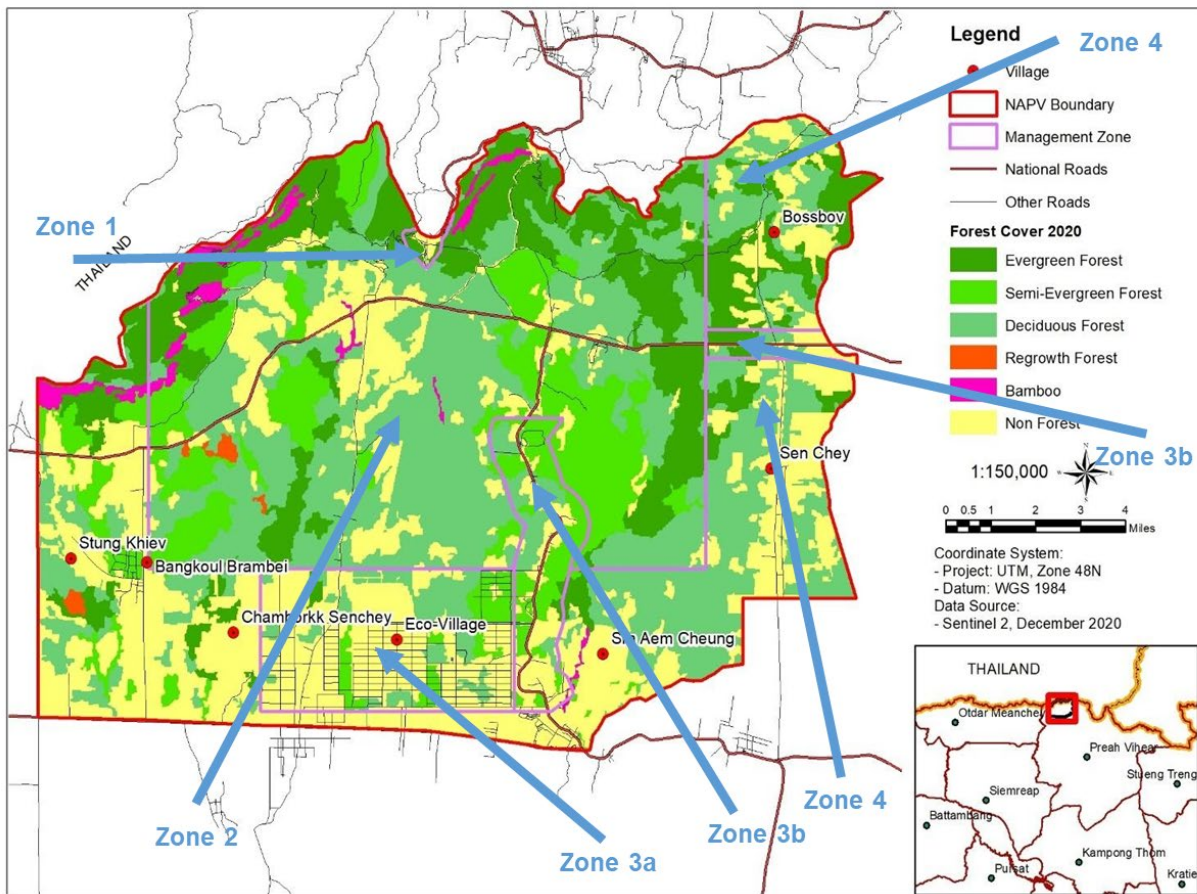 Legend
Village
NAPV Boundary
Management Zone
National Roads
Other Roads
Forest Cover 2020
Evergreen Forest
Semi-Evergreen Forest
Deciduous Forest
Regrowth Forest
Bamboo
Non Forest
1:150,000
N
0 0.5 1 2 3 4
Miles
Coordinate System:
- Project: UTM, Zone 48N
- Datum: WGS 1984
Data Source:
- Sentinel 2, December 2020
Zone 4
Zone 1
THAILAND
Bossbov
Zone 3b
Sen Chey
Stung Khiev
Bangkoul Brambei
Chamborkk Senchey
Eco-Village
Aem Cheung
Zone 2
Zone 3a
Zone 3b
Zone 4
THAILAND
Otdar Meanchey
Preah Vihear
Stueng Treng
Siemreap
Battambang
Kampong Thom
Pursat
Kratie